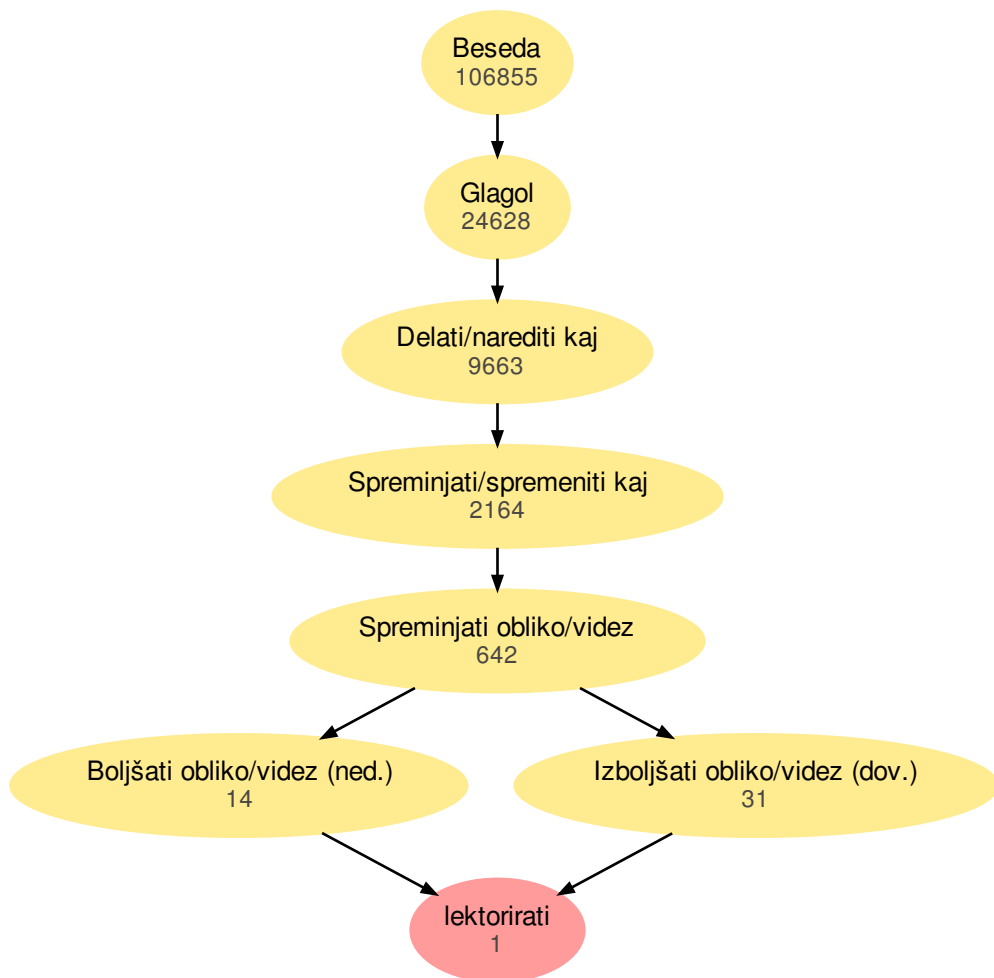 Beseda
106855
Glagol
24628
Delati/narediti kaj
9663
Spreminjati/spremeniti kaj
2164
Spreminjati obliko/videz
642
Boljšati obliko/videz (ned.)
14
Izboljšati obliko/videz (dov.)
31
lektorirati
1